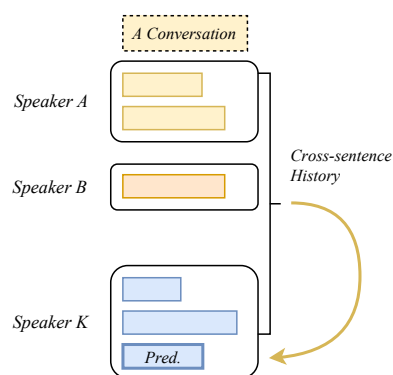 A Conversation
Speaker A
Speaker B
Cross-sentence
History
Speaker K
Pred.